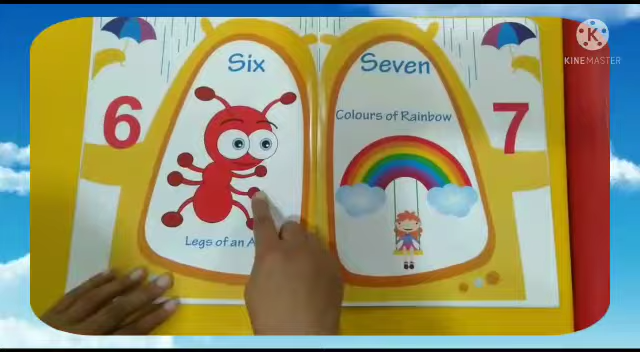 KINEMASTER
Six
Seven
6
Colours of Rainbow
7
Legs of an A